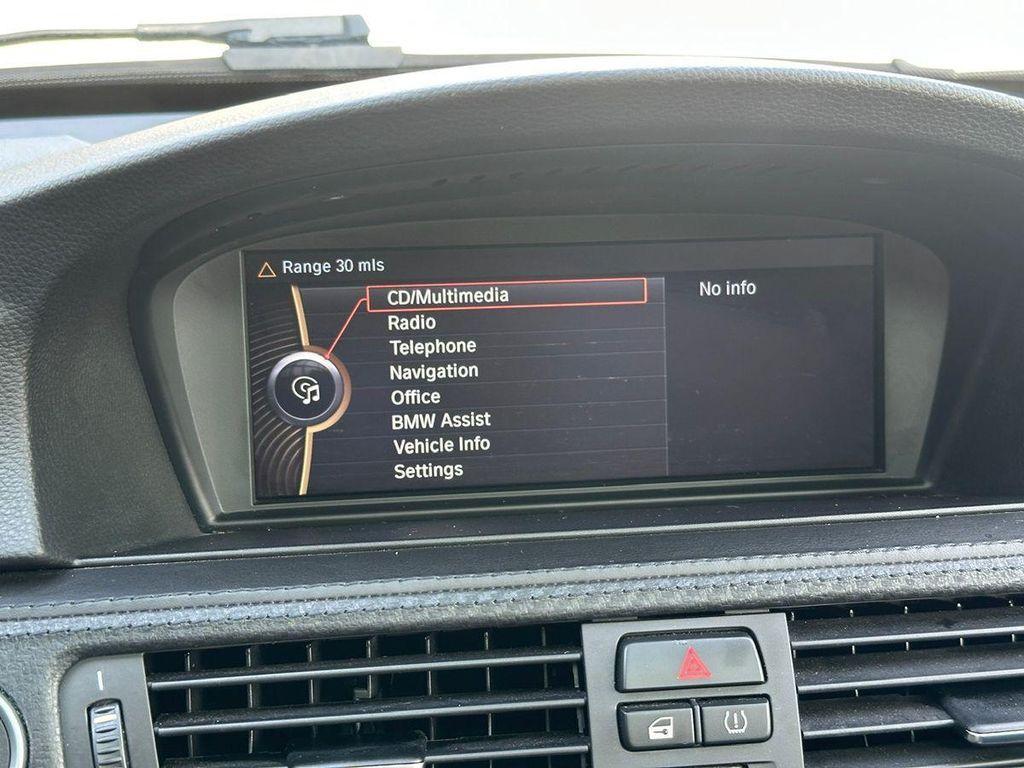 Range 30 mls
CD/Multimedia
No info
Radio
Telephone
Navigation
Office
BMW Assist
Vehicle Info
Settings